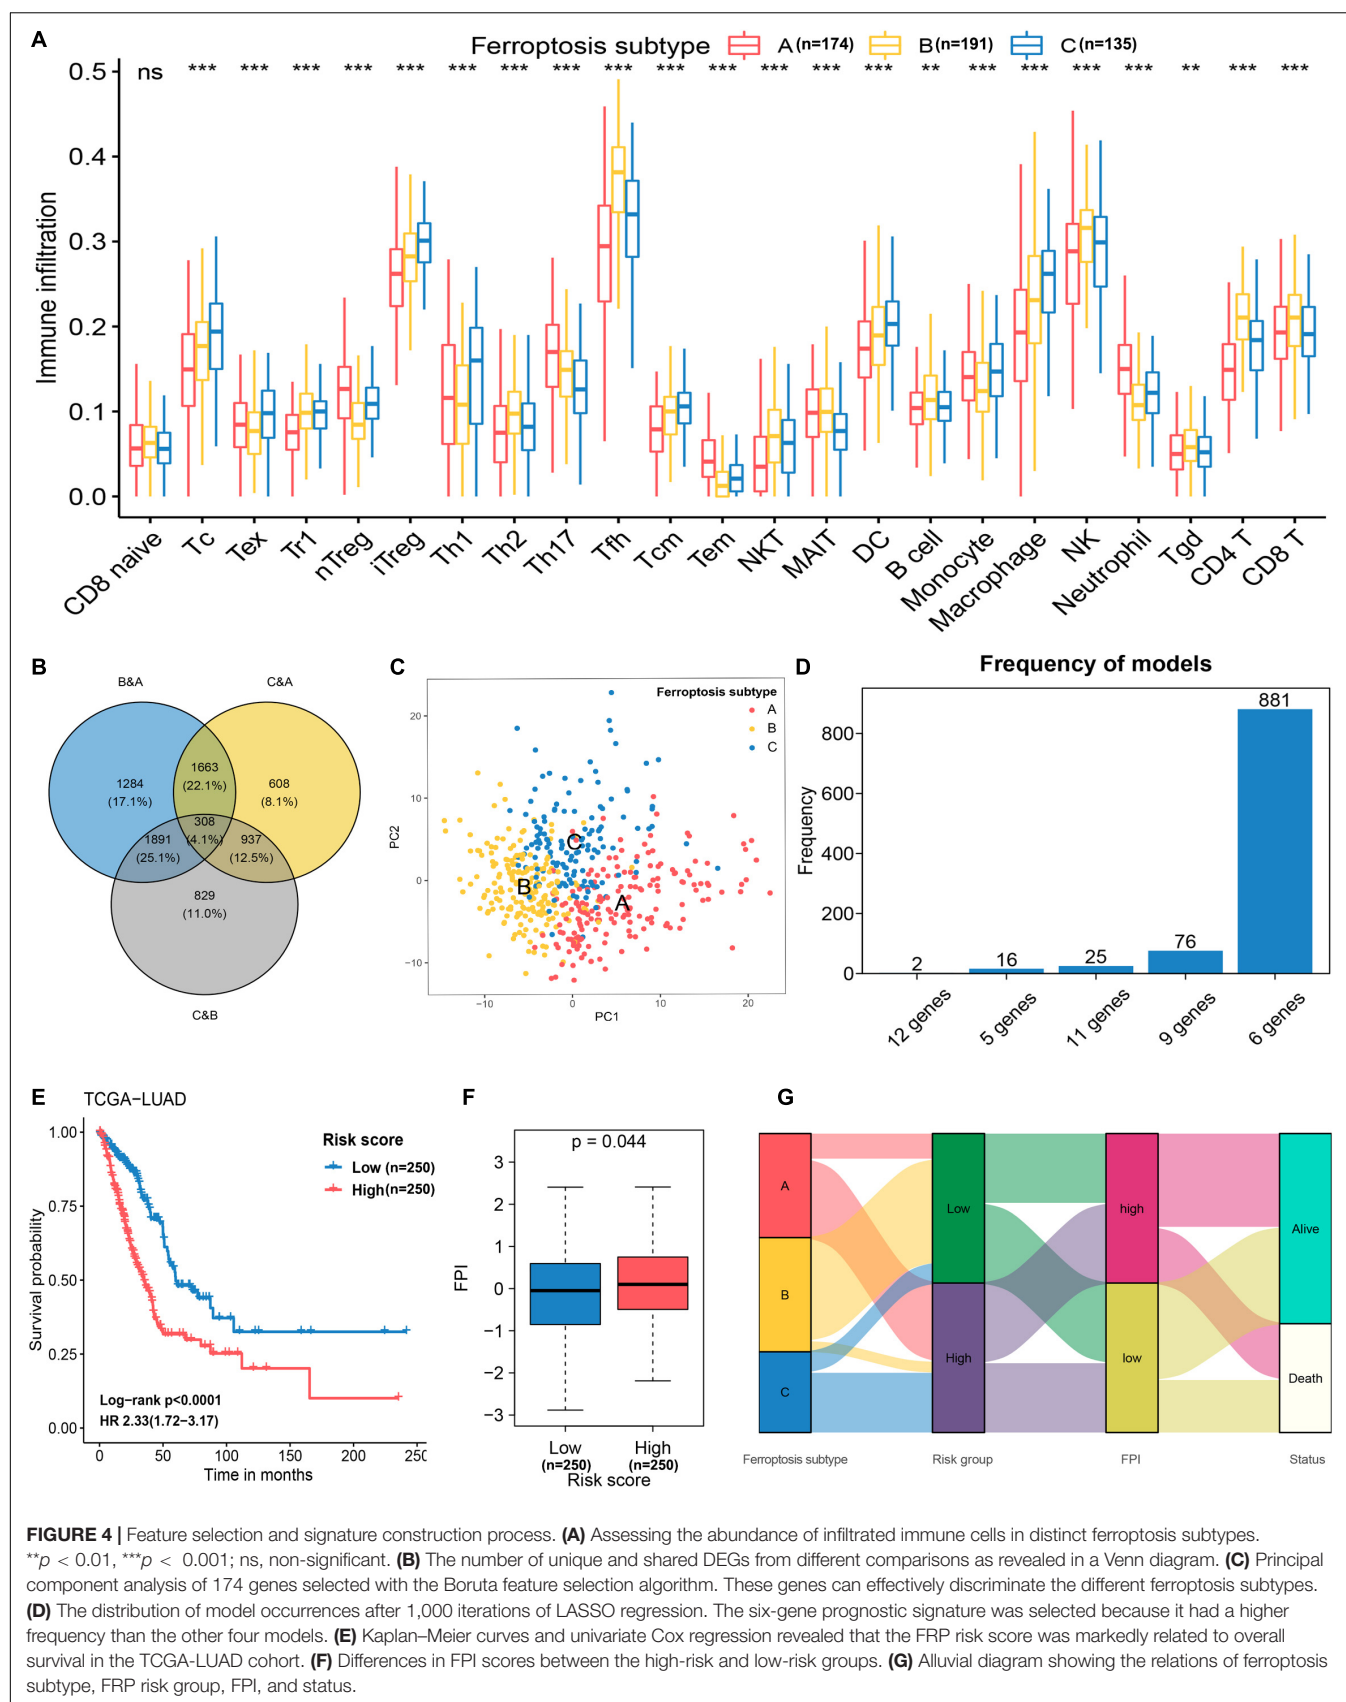 A
Ferroptosis subtype A (n=174) B (n=191) C (n=135)
ns *** *** *** *** *** *** *** *** *** *** *** *** *** *** ** *** *** *** *** ** *** ***
Immune infiltration
0.5
0.4
0.3
0.2
0.1
0.0
CD8 naive Tc Tex Tr1 nTreg iTreg Th1 Th2 Th17 Tfh Tcm Tem NKT MAIT DC B cell Monocyte Macrophage NK Neutrophil Tgd CD4 T CD8 T
B
B&A C&A
1284
(17.1%)
1663
(22.1%)
608
(8.1%)
308
(4.1%)
1891
(25.1%)
937
(12.5%)
829
(11.0%)
C&B
C
Ferroptosis subtype
A
B
C
PC2
20
10
0
−10
C
B
A
−10 0 10 20
PC1
D
Frequency of models
Frequency
800
600
400
200
0
2 16 25 76 881
12 genes 5 genes 11 genes 9 genes 6 genes
E
TCGA−LUAD
Survival probability
1.00
0.75
0.50
0.25
0.00
Risk score
Low (n=250)
High(n=250)
Log−rank p<0.0001
HR 2.33(1.72−3.17)
0 50 100 150 200 250
Time in months
F
p = 0.044
FPI
3
2
1
0
−1
−2
−3
Low High
(n=250) (n=250)
Risk score
G
A
B
C
Low
High
high
low
Alive
Death
Ferroptosis subtype Risk group FPI Status
FIGURE 4 | Feature selection and signature construction process. (A) Assessing the abundance of infiltrated immune cells in distinct ferroptosis subtypes.
**p < 0.01, ***p < 0.001; ns, non-significant. (B) The number of unique and shared DEGs from different comparisons as revealed in a Venn diagram. (C) Principal
component analysis of 174 genes selected with the Boruta feature selection algorithm. These genes can effectively discriminate the different ferroptosis subtypes.
(D) The distribution of model occurrences after 1,000 iterations of LASSO regression. The six-gene prognostic signature was selected because it had a higher
frequency than the other four models. (E) Kaplan–Meier curves and univariate Cox regression revealed that the FRP risk score was markedly related to overall
survival in the TCGA-LUAD cohort. (F) Differences in FPI scores between the high-risk and low-risk groups. (G) Alluvial diagram showing the relations of ferroptosis
subtype, FRP risk group, FPI, and status.